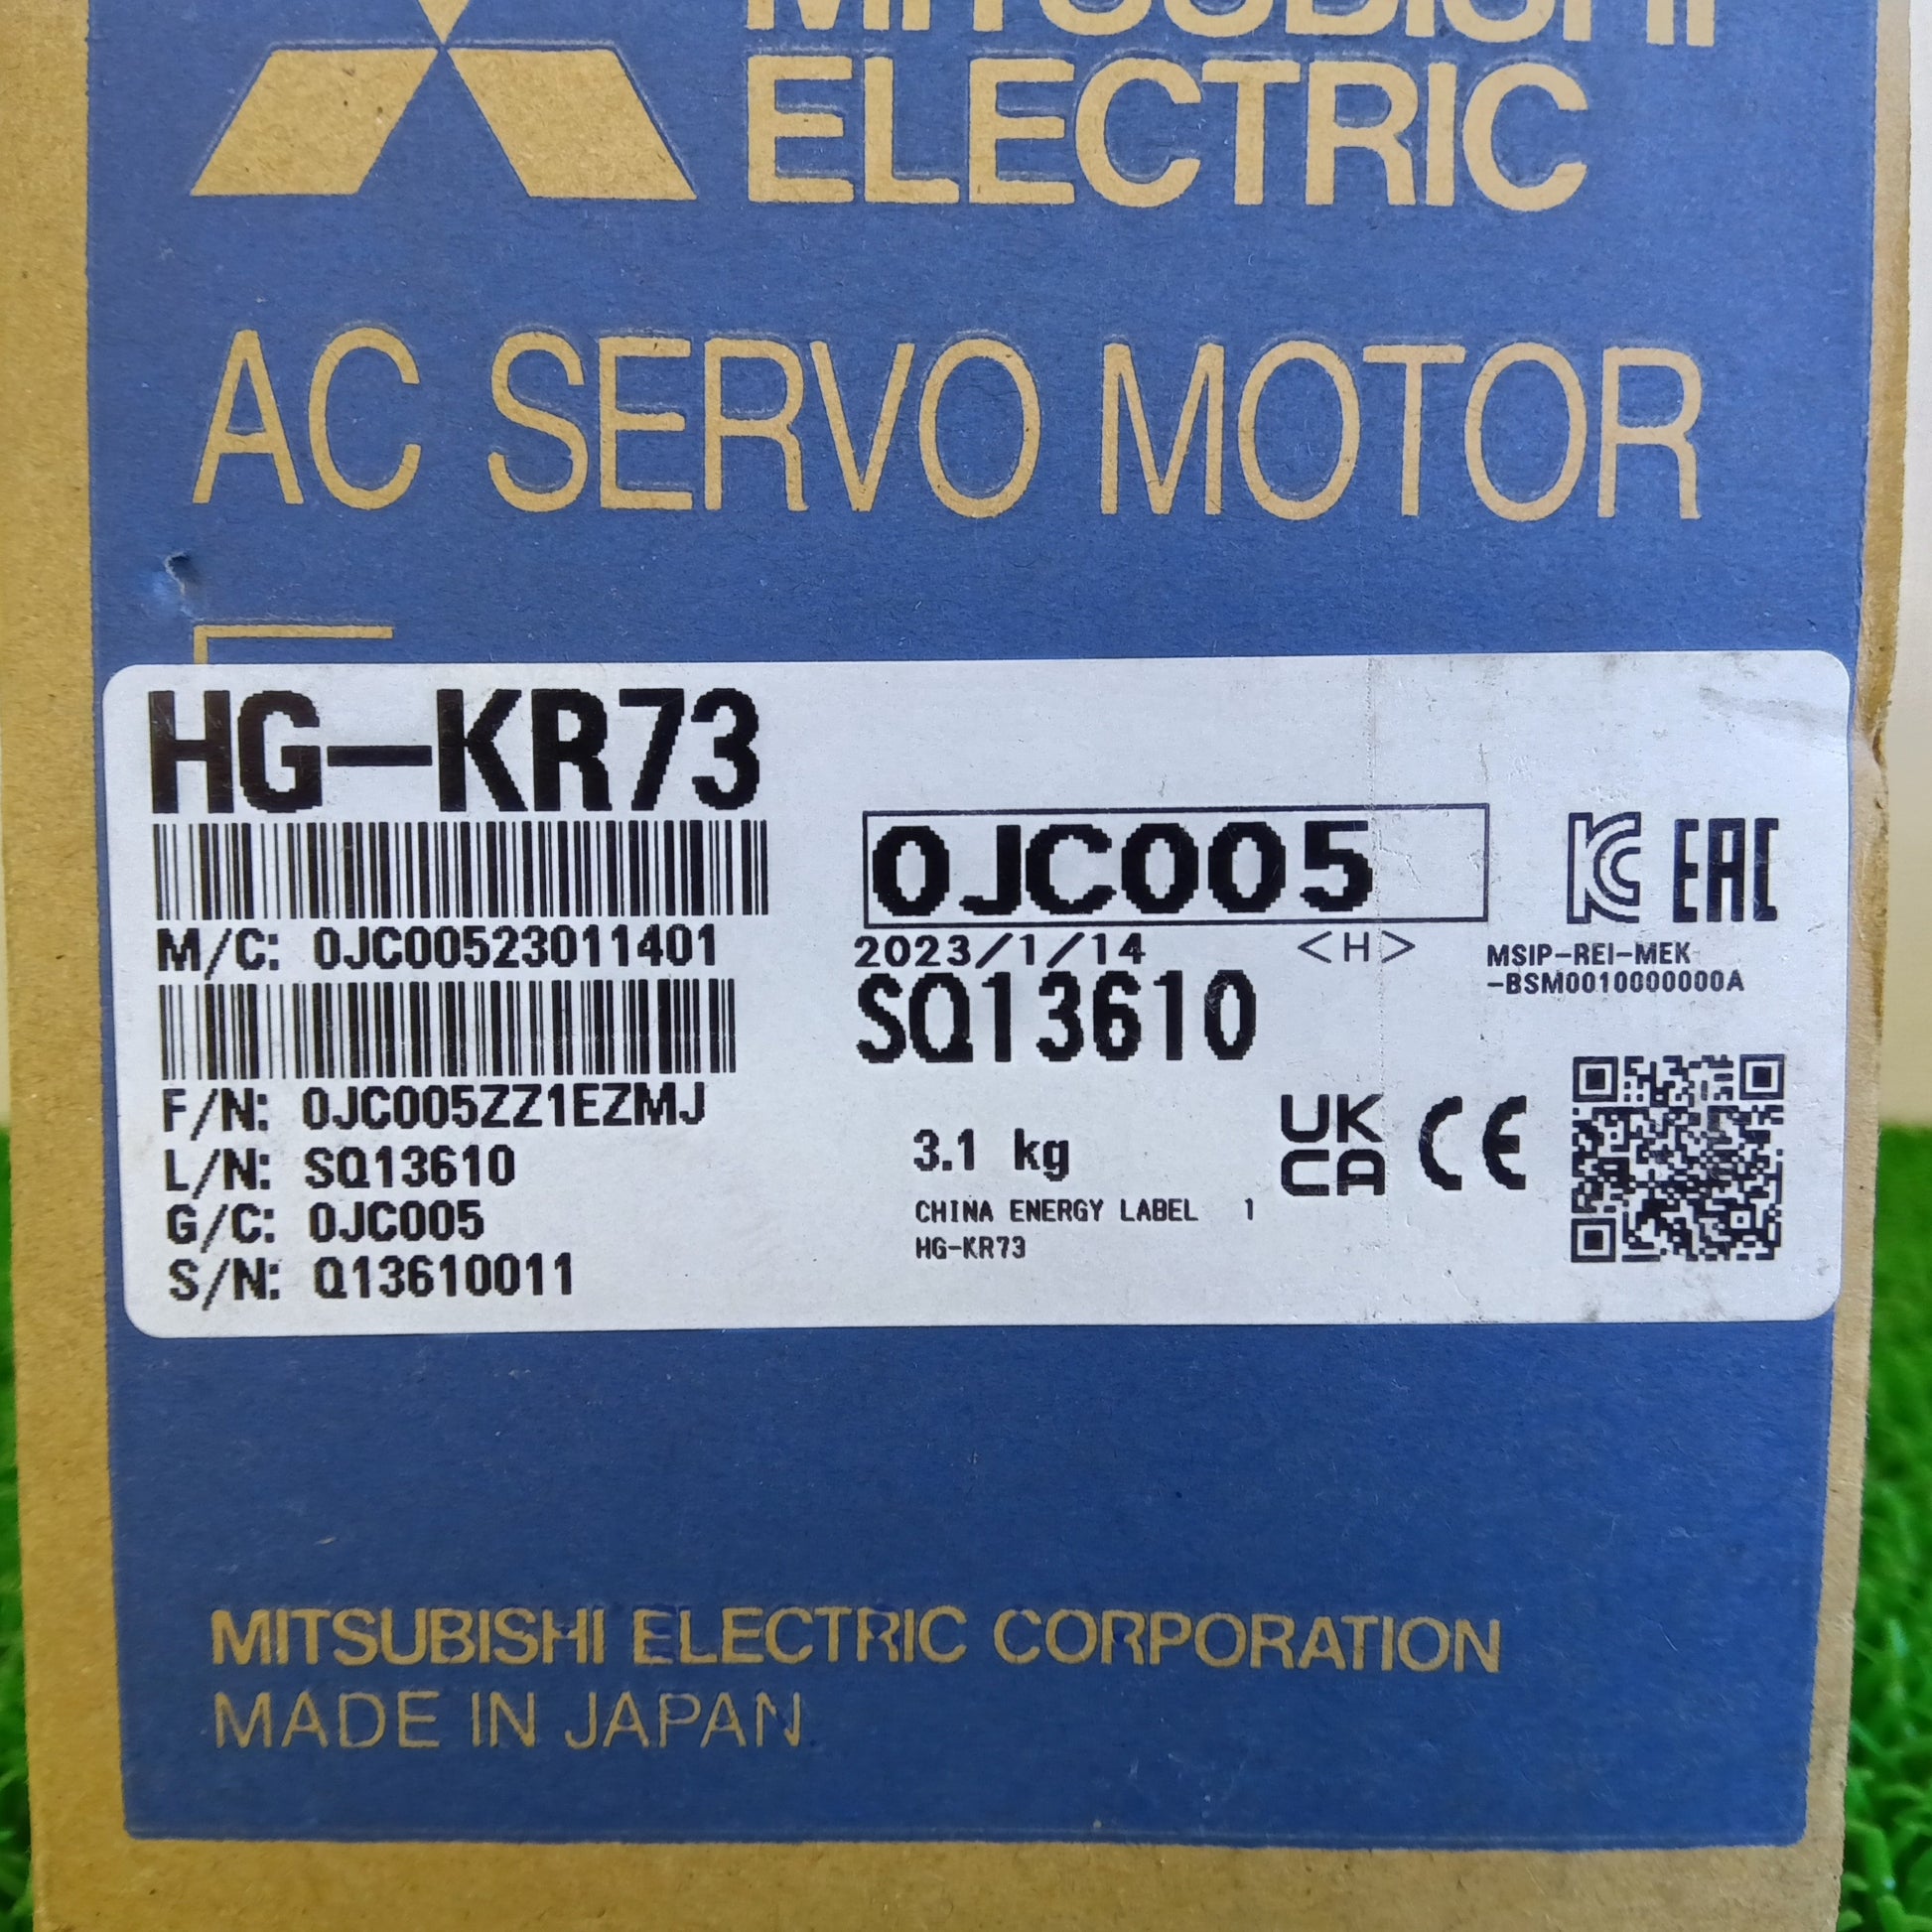 MITSUBISHI
ELECTRIC
AC SERVO MOTOR
HG-KR73
M/C: 0JC00523011401
F/N: 0JC005ZZ1EZMJ
L/N: SQ13610
G/C: 0JC005
S/N: Q13610011
0JC005
2023/1/14 <H>
SQ13610
3.1 kg
CHINA ENERGY LABEL 1
HG-KR73
KC EAC
MSIP-REI-MEK
-BSM0010000000A
UK
CA CE
MITSUBISHI ELECTRIC CORPORATION
MADE IN JAPAN